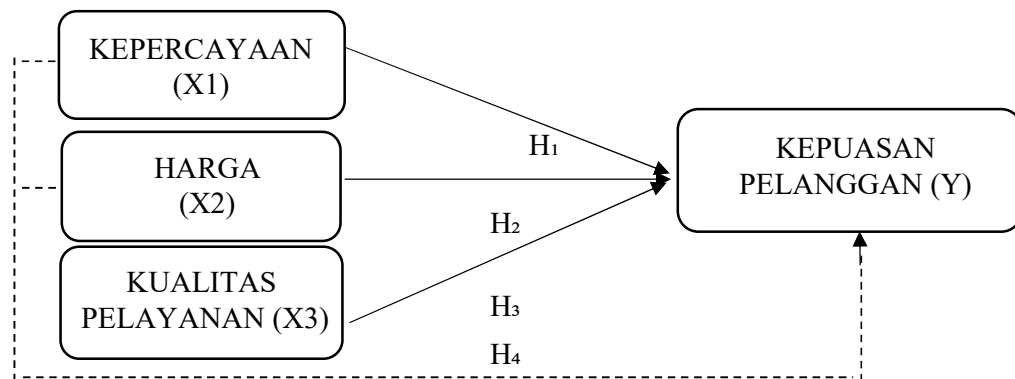 KEPERCAYAAN
(X1)
H₁
HARGA
(X2)
KEPUASAN
PELANGGAN (Y)
H₂
KUALITAS
PELAYANAN (X3)
H₃
H₄